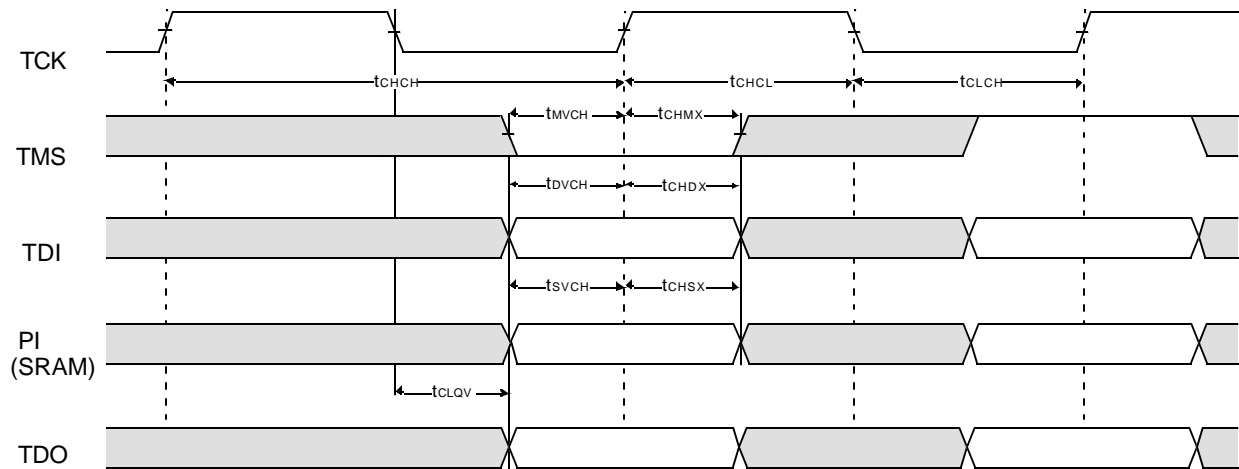 TCK
tCHCH
tCHCL
tCLCH
tMVCH
tCHMX
TMS
tDVCH
tCHDX
TDI
tSVCH
tCHSX
PI
(SRAM)
tCLQV
TDO